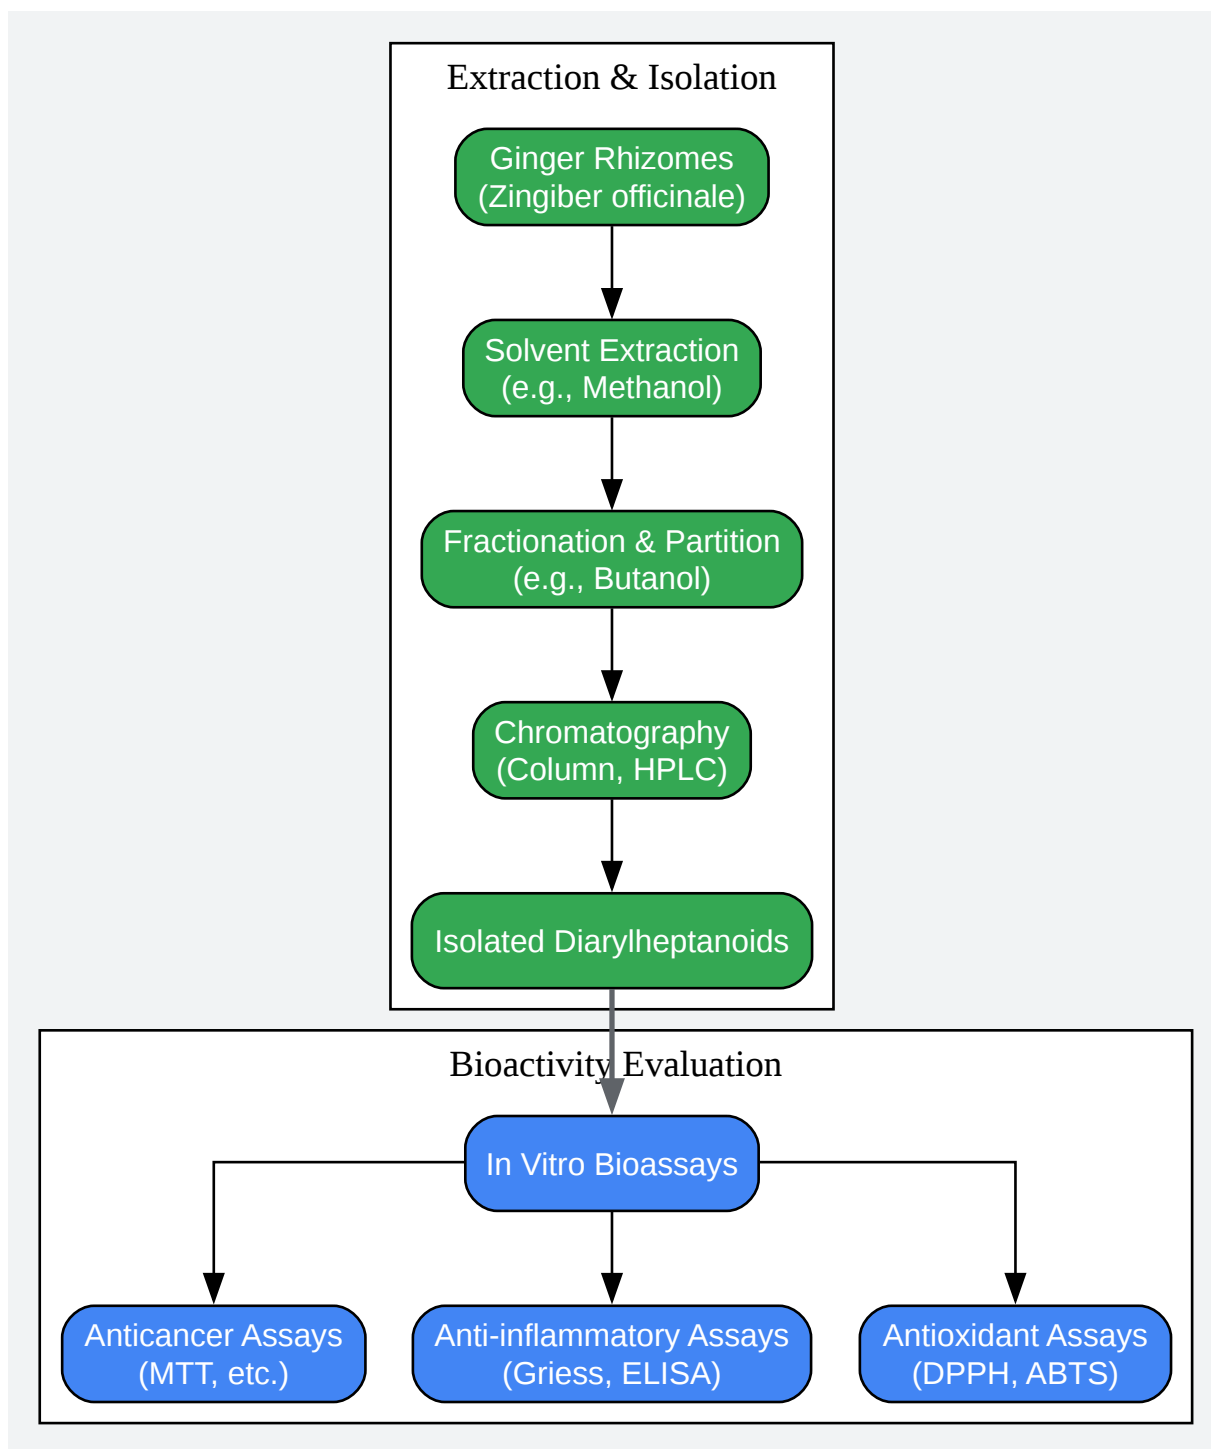 Extraction & Isolation
Ginger Rhizomes
(Zingiber officinale)
Solvent Extraction
(e.g., Methanol)
Fractionation & Partition
(e.g., Butanol)
Chromatography
(Column, HPLC)
Isolated Diarylheptanoids
Bioactivity Evaluation
In Vitro Bioassays
Anticancer Assays
(MTT, etc.)
Anti-inflammatory Assays
(Griess, ELISA)
Antioxidant Assays
(DPPH, ABTS)